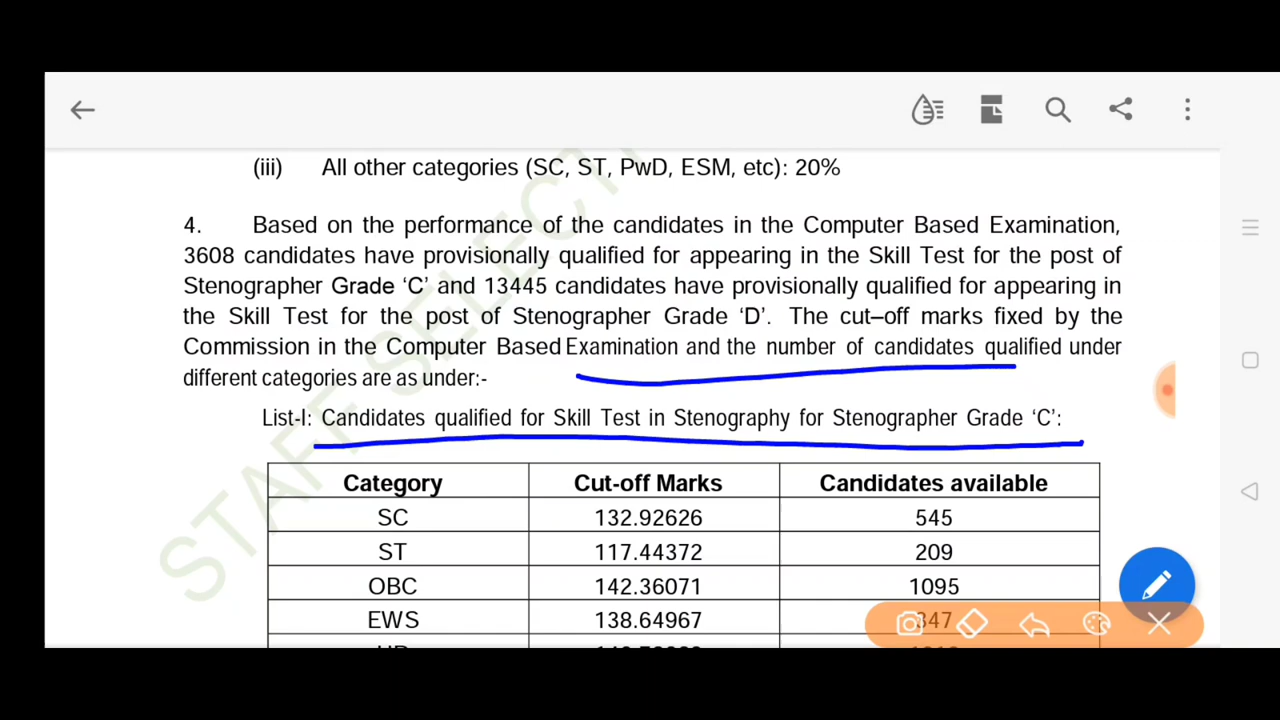 (iii) All other categories (SC, ST, PwD, ESM, etc): 20%
4. Based on the performance of the candidates in the Computer Based Examination,
3608 candidates have provisionally qualified for appearing in the Skill Test for the post of
Stenographer Grade ‘C’ and 13445 candidates have provisionally qualified for appearing in
the Skill Test for the post of Stenographer Grade ‘D’. The cut–off marks fixed by the
Commission in the Computer Based Examination and the number of candidates qualified under
different categories are as under:-
List-I: Candidates qualified for Skill Test in Stenography for Stenographer Grade ‘C’:
Category Cut-off Marks Candidates available
SC 132.92626 545
ST 117.44372 209
OBC 142.36071 1095
EWS 138.64967 347
STAFF SELECT